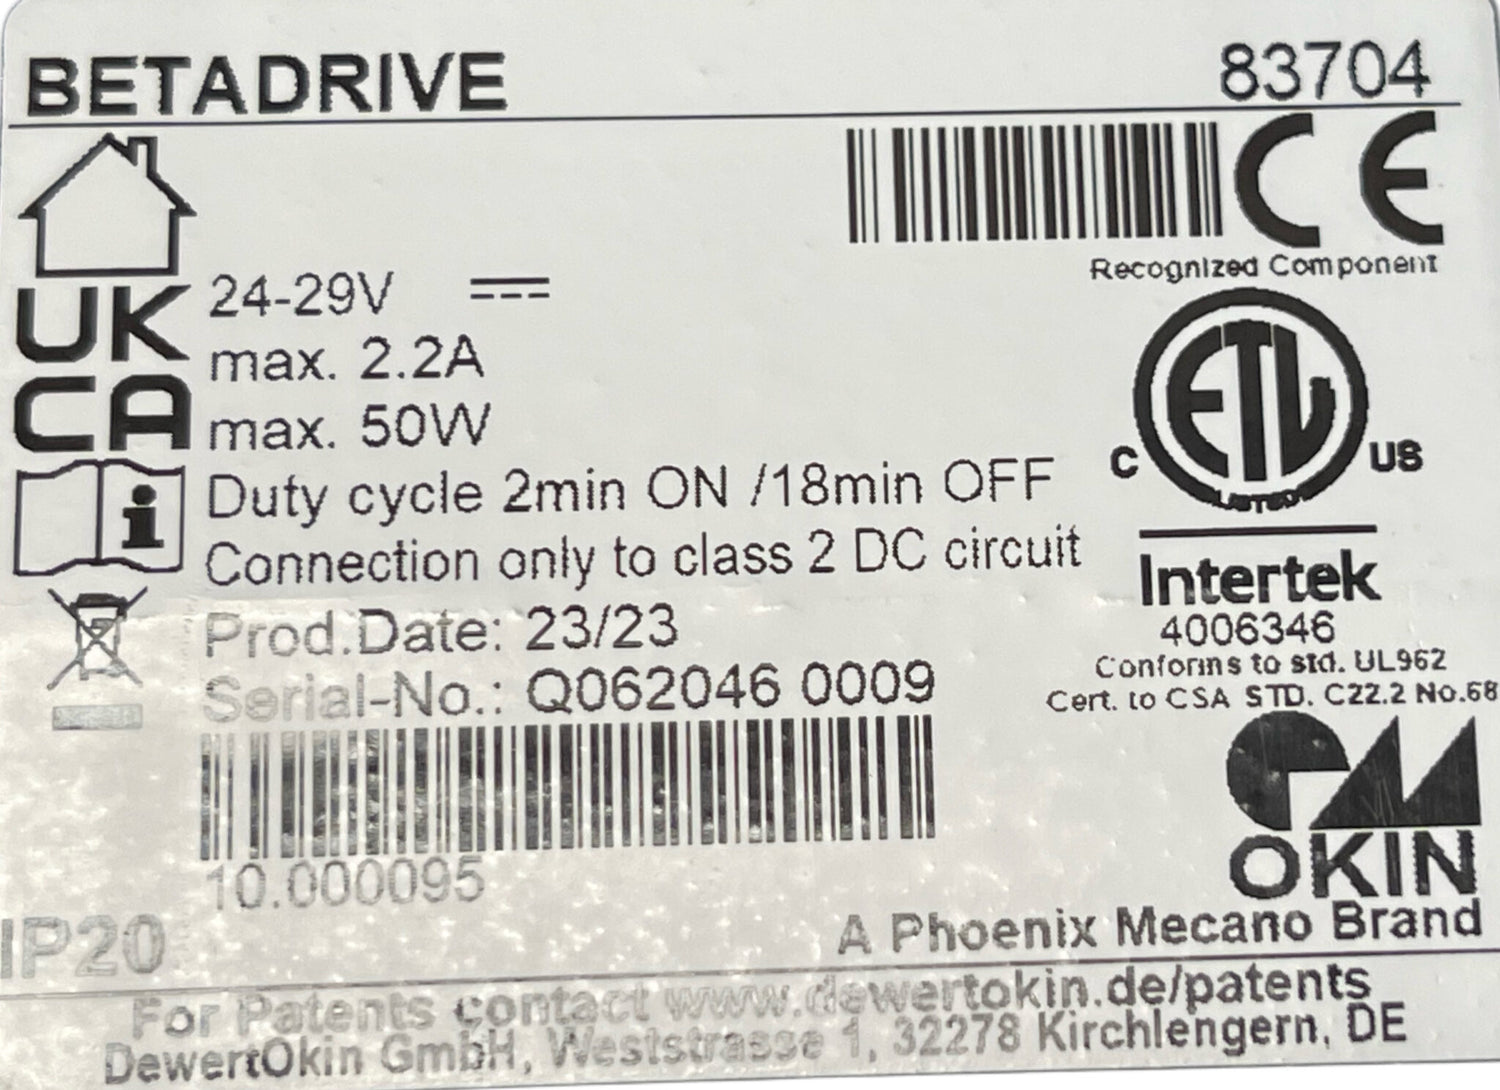 BETADRIVE 83704
CE
Recognized Component
UK
CA
24-29V
max. 2.2A
max. 50W
Duty cycle 2min ON /18min OFF
Connection only to class 2 DC circuit
Prod.Date: 23/23
Serial-No.: Q062046 0009
10.000095
IP20
ETL
C US
LISTED
Intertek
4006346
Conforms to std. UL962
Cert. to CSA STD. C22.2 No.68
OKIN
A Phoenix Mecano Brand
For Patents contact www.dewertokin.de/patents
DewertOkin GmbH, Weststrasse 1, 32278 Kirchlengern, DE